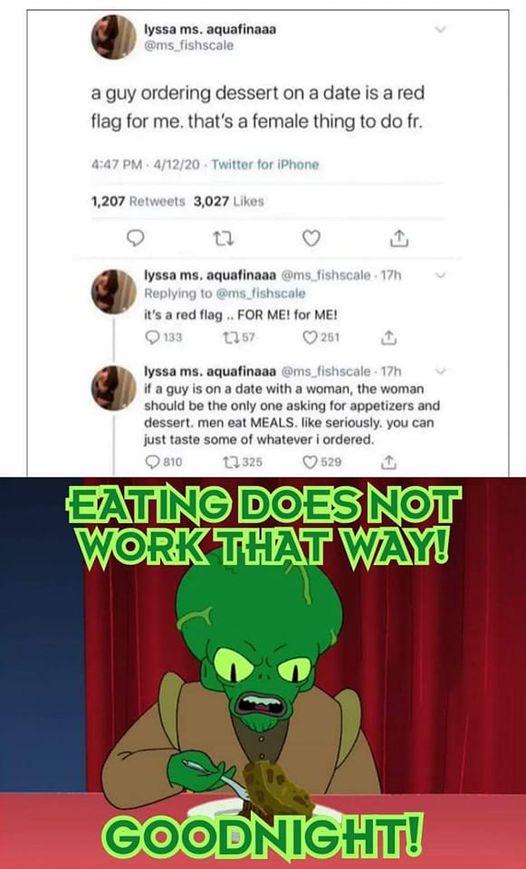 lyssa ms. aquafinaaa
@ms_fishscale
a guy ordering dessert on a date is a red
flag for me. that's a female thing to do fr.
4:47 PM · 4/12/20 · Twitter for iPhone
1,207 Retweets 3,027 Likes
lyssa ms. aquafinaaa @ms_fishscale · 17h
Replying to @ms_fishscale
it's a red flag .. FOR ME! for ME!
133 57 251
lyssa ms. aquafinaaa @ms_fishscale · 17h
if a guy is on a date with a woman, the woman
should be the only one asking for appetizers and
dessert. men eat MEALS. like seriously. you can
just taste some of whatever i ordered.
810 325 529
EATING DOES NOT
WORK THAT WAY!
GOODNIGHT!